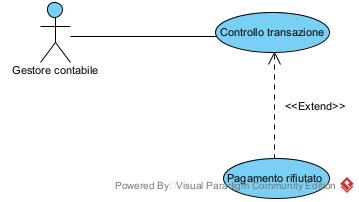 Controllo transazione
Gestore contabile
<<Extend>>
Pagamento rifiutato
Powered By Visual Paradigm Community Edition